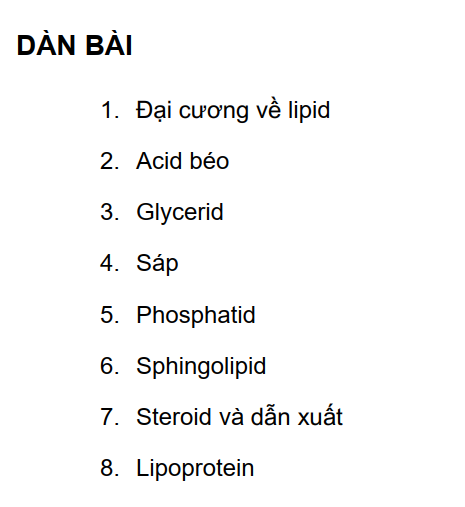 DÀN BÀI
1. Đại cương về lipid
2. Acid béo
3. Glycerid
4. Sáp
5. Phosphatid
6. Sphingolipid
7. Steroid và dẫn xuất
8. Lipoprotein